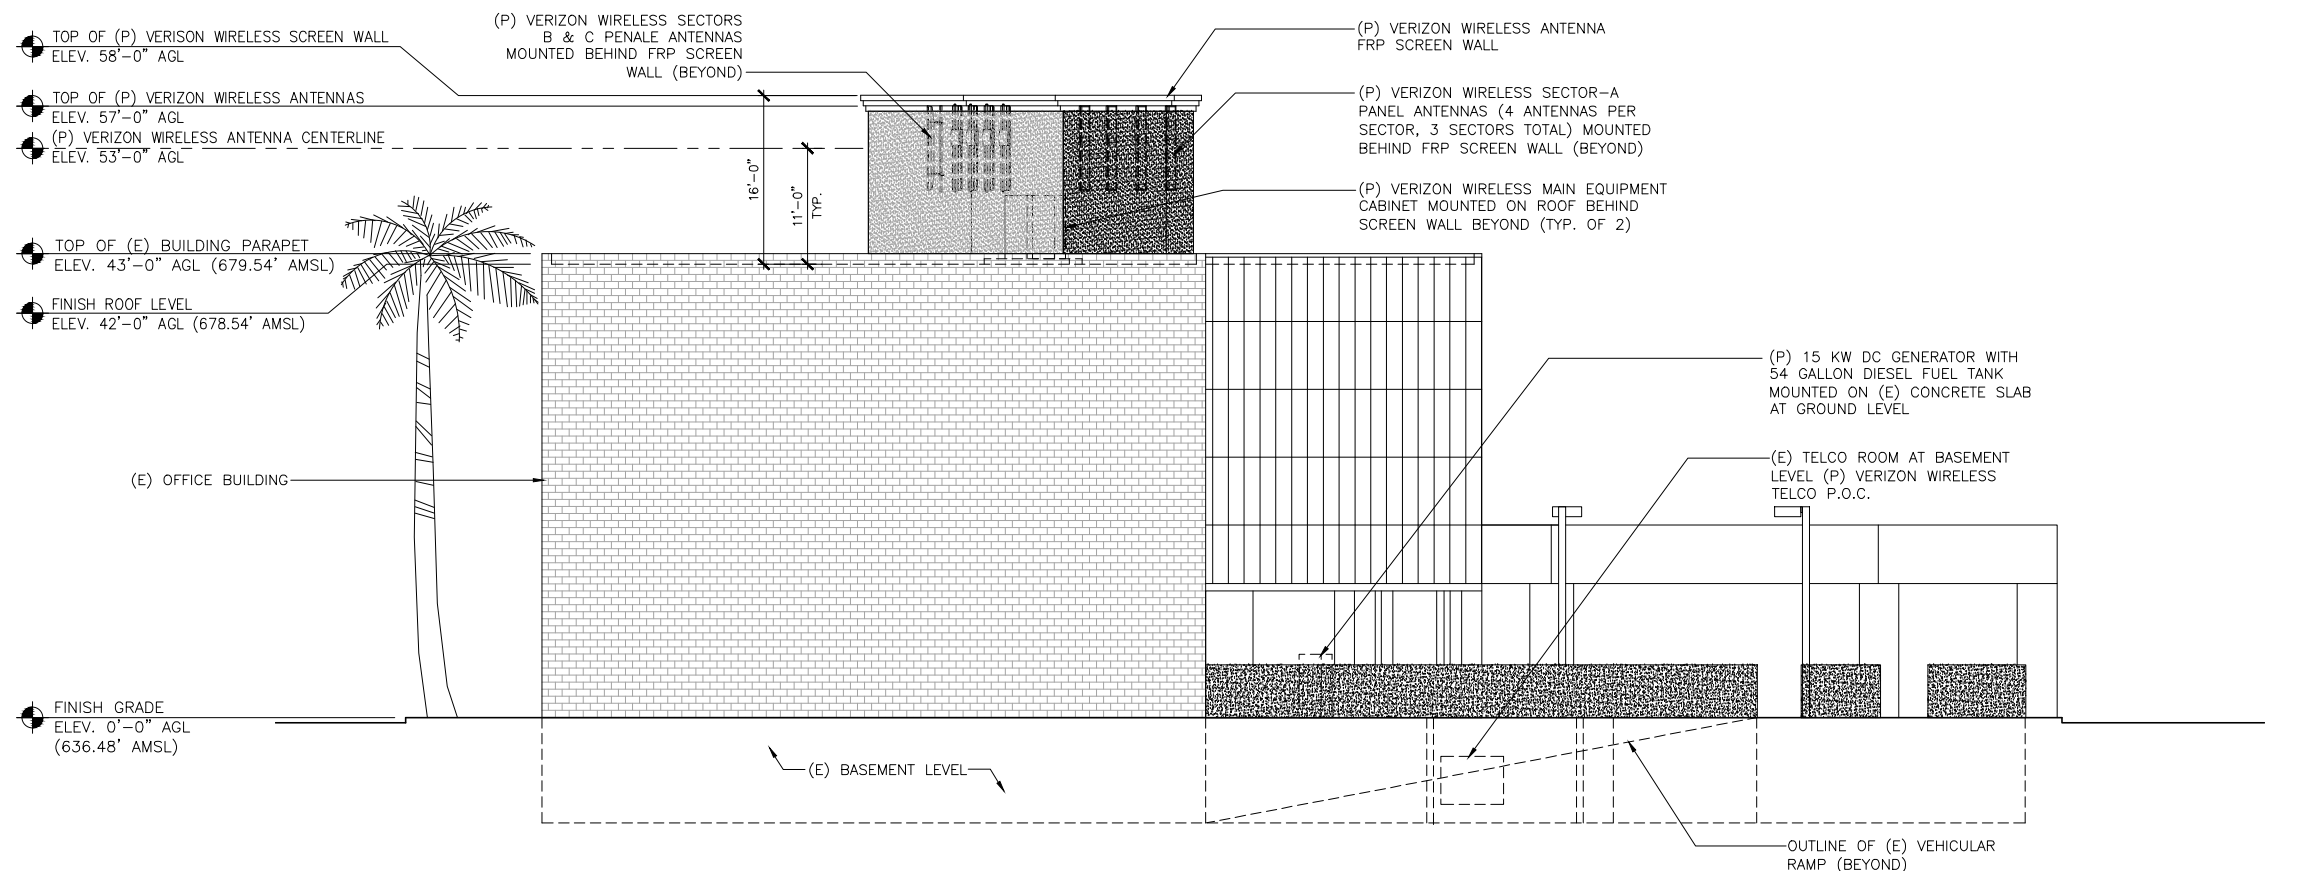 TOP OF (P) VERISON WIRELESS SCREEN WALL
ELEV. 58'-0" AGL
TOP OF (P) VERIZON WIRELESS ANTENNAS
ELEV. 57'-0" AGL
(P) VERIZON WIRELESS ANTENNA CENTERLINE
ELEV. 53'-0" AGL
TOP OF (E) BUILDING PARAPET
ELEV. 43'-0" AGL (679.54' AMSL)
FINISH ROOF LEVEL
ELEV. 42'-0" AGL (678.54' AMSL)
(E) OFFICE BUILDING
FINISH GRADE
ELEV. 0'-0" AGL
(636.48' AMSL)
(P) VERIZON WIRELESS SECTORS
B & C PENALE ANTENNAS
MOUNTED BEHIND FRP SCREEN
WALL (BEYOND)
16'-0"
11'-0"
TYP.
(P) VERIZON WIRELESS ANTENNA
FRP SCREEN WALL
(P) VERIZON WIRELESS SECTOR-A
PANEL ANTENNAS (4 ANTENNAS PER
SECTOR, 3 SECTORS TOTAL) MOUNTED
BEHIND FRP SCREEN WALL (BEYOND)
(P) VERIZON WIRELESS MAIN EQUIPMENT
CABINET MOUNTED ON ROOF BEHIND
SCREEN WALL BEYOND (TYP. OF 2)
(P) 15 KW DC GENERATOR WITH
54 GALLON DIESEL FUEL TANK
MOUNTED ON (E) CONCRETE SLAB
AT GROUND LEVEL
(E) TELCO ROOM AT BASEMENT
LEVEL (P) VERIZON WIRELESS
TELCO P.O.C.
(E) BASEMENT LEVEL
OUTLINE OF (E) VEHICULAR
RAMP (BEYOND)